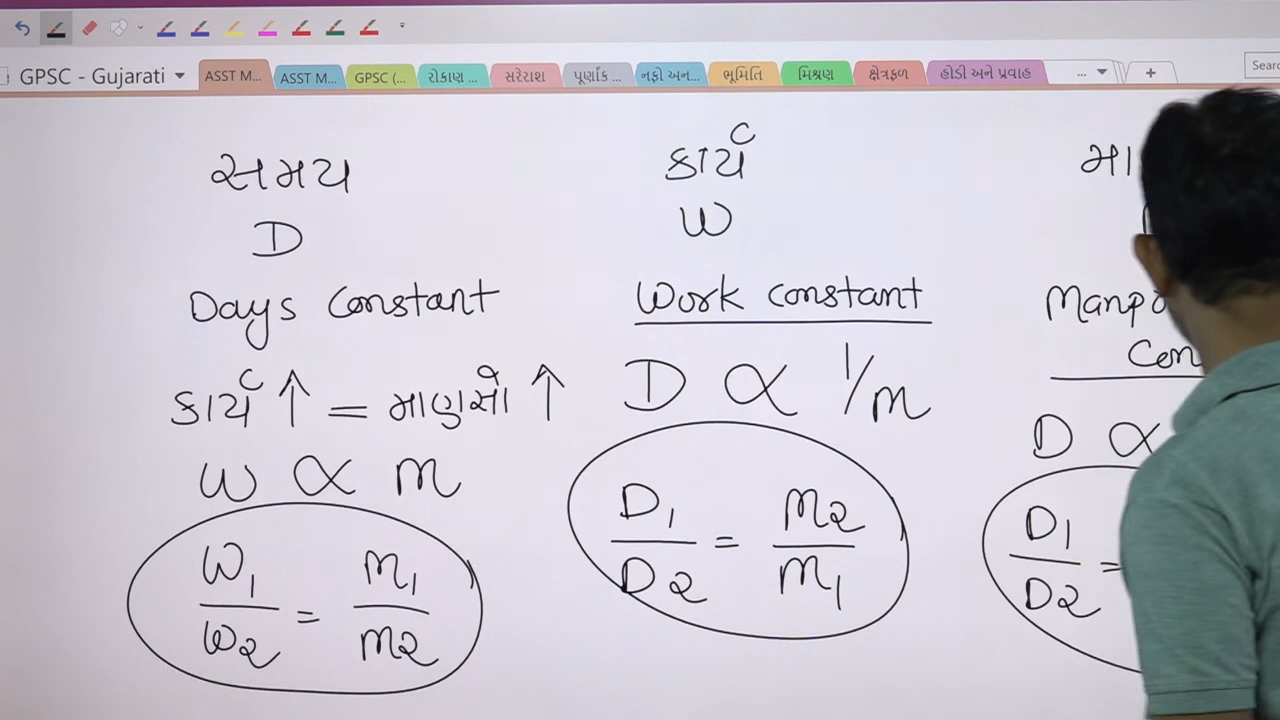 GPSC - Gujarati
ASST M...
ASST M...
GPSC (...
રોકાણ ...
સરેરાશ
પૂર્ણાંક ...
નફો અન...
ભૂમિતિ
મિશ્રણ
ક્ષેત્રફળ
હોડી અને પ્રવાહ
...
+
સમય
D
Days Constant
કાર્ય ↑ = માણસો ↑
W ∝ M
W1/W2 = M1/M2
કાર્ય
W
Work constant
D ∝ 1/M
D1/D2 = M2/M1
D ∝
D1/D2 =